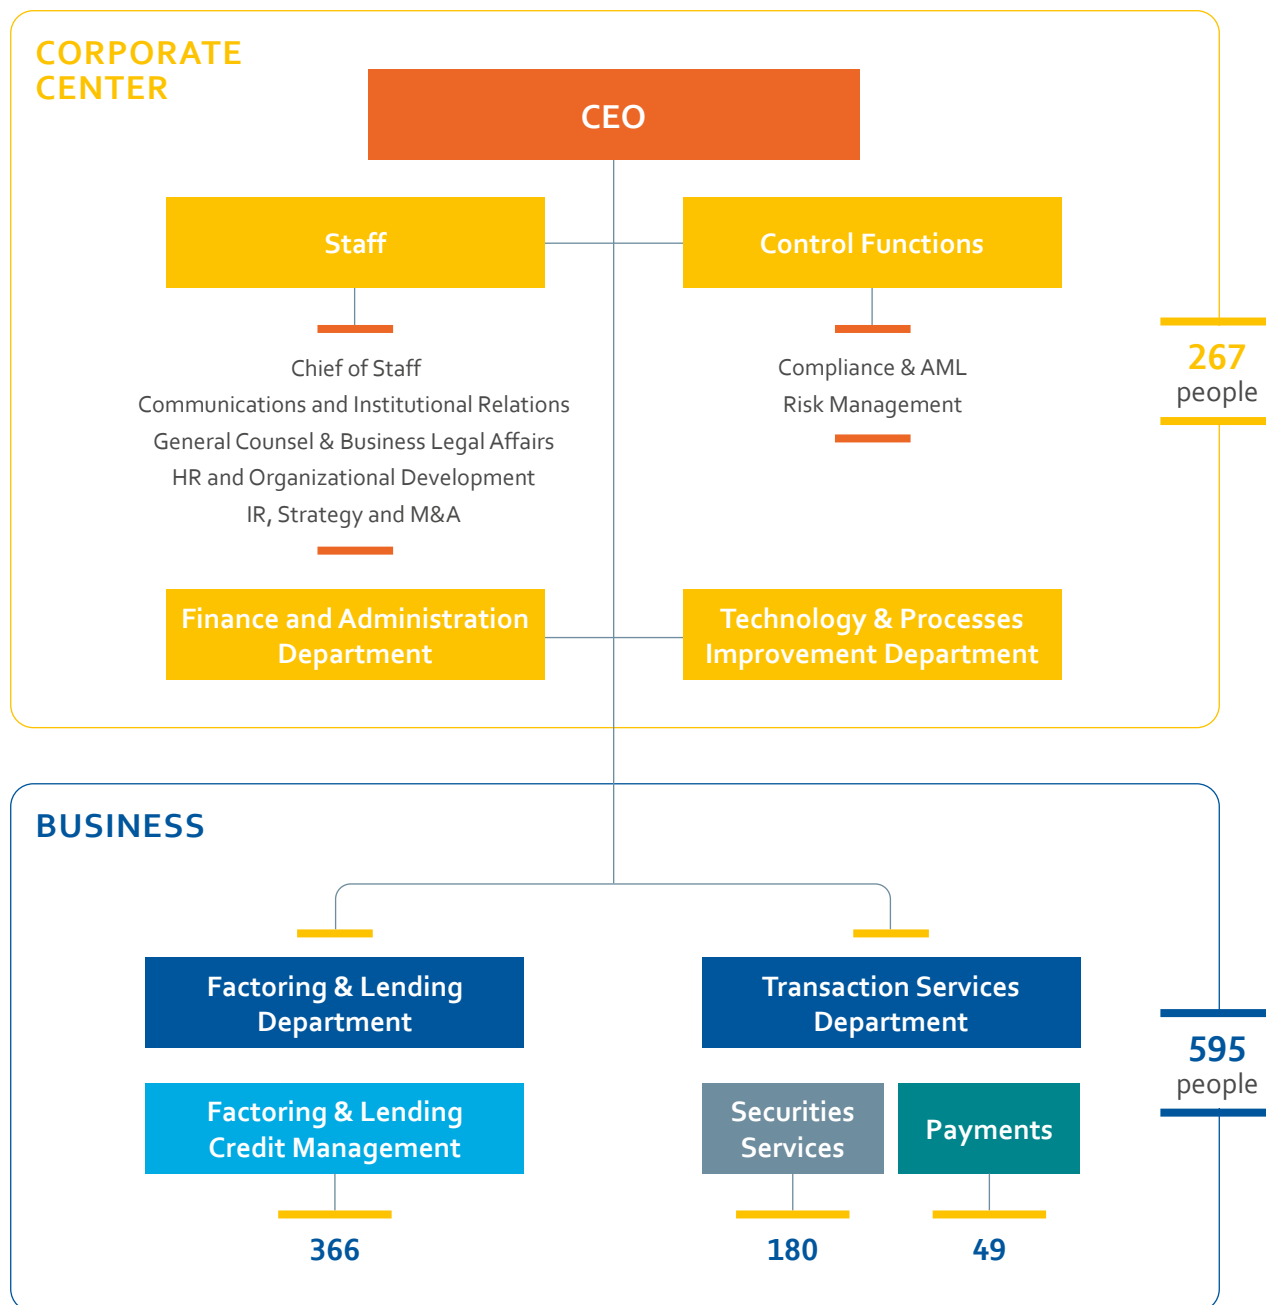 CORPORATE
CENTER
CEO
Staff
Control Functions
Chief of Staff
Communications and Institutional Relations
General Counsel & Business Legal Affairs
HR and Organizational Development
IR, Strategy and M&A
Compliance & AML
Risk Management
267
people
Finance and Administration
Department
Technology & Processes
Improvement Department
BUSINESS
Factoring & Lending
Department
Transaction Services
Department
595
people
Factoring & Lending
Credit Management
Securities
Services
Payments
366
180
49